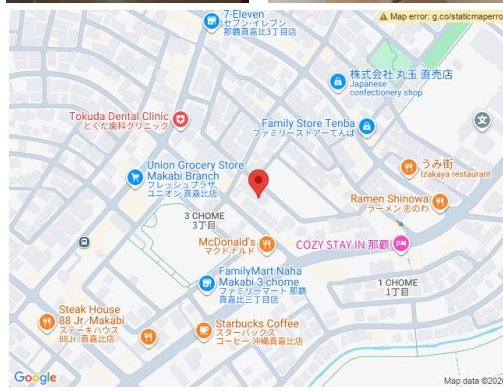 7-Eleven
セブン-イレブン
那覇真嘉比3丁目店
Map error: g.co/staticmaperro
株式会社 丸玉 直売店
Japanese
confectionery shop
Tokuda Dental Clinic
とくだ歯科クリニック
Family Store Tenba
ファミリーストアーてんば
文
Union Grocery Store
Makabi Branch
フレッシュプラザ
ユニオン 真嘉比店
うみ街
Izakaya restaurant
Ramen Shinowa
ラーメン 志のわ
3 CHOME
3丁目
McDonald's
マクドナルド
COZY STAY IN 那覇
FamilyMart Naha
Makabi 3-chome
ファミリーマート 那覇
真嘉比三丁目店
1 CHOME
1丁目
Steak House
88 Jr. Makabi
ステーキハウス
88Jr. 真嘉比店
Starbucks Coffee
スターバックス
コーヒー 沖縄真嘉比店
Google
Map data ©202